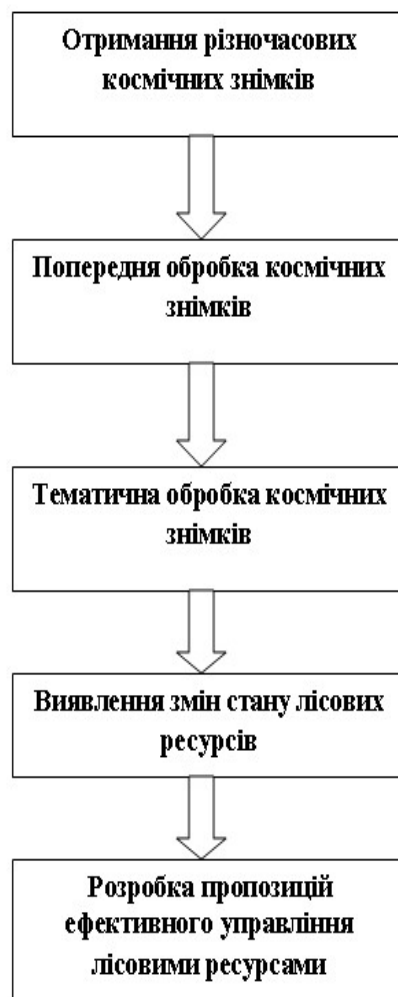 Отримання різночасових
космічних знімків
Попередня обробка космічних
знімків
Тематична обробка космічних
знімків
Виявлення змін стану лісових
ресурсів
Розробка пропозицій
ефективного управління
лісовими ресурсами